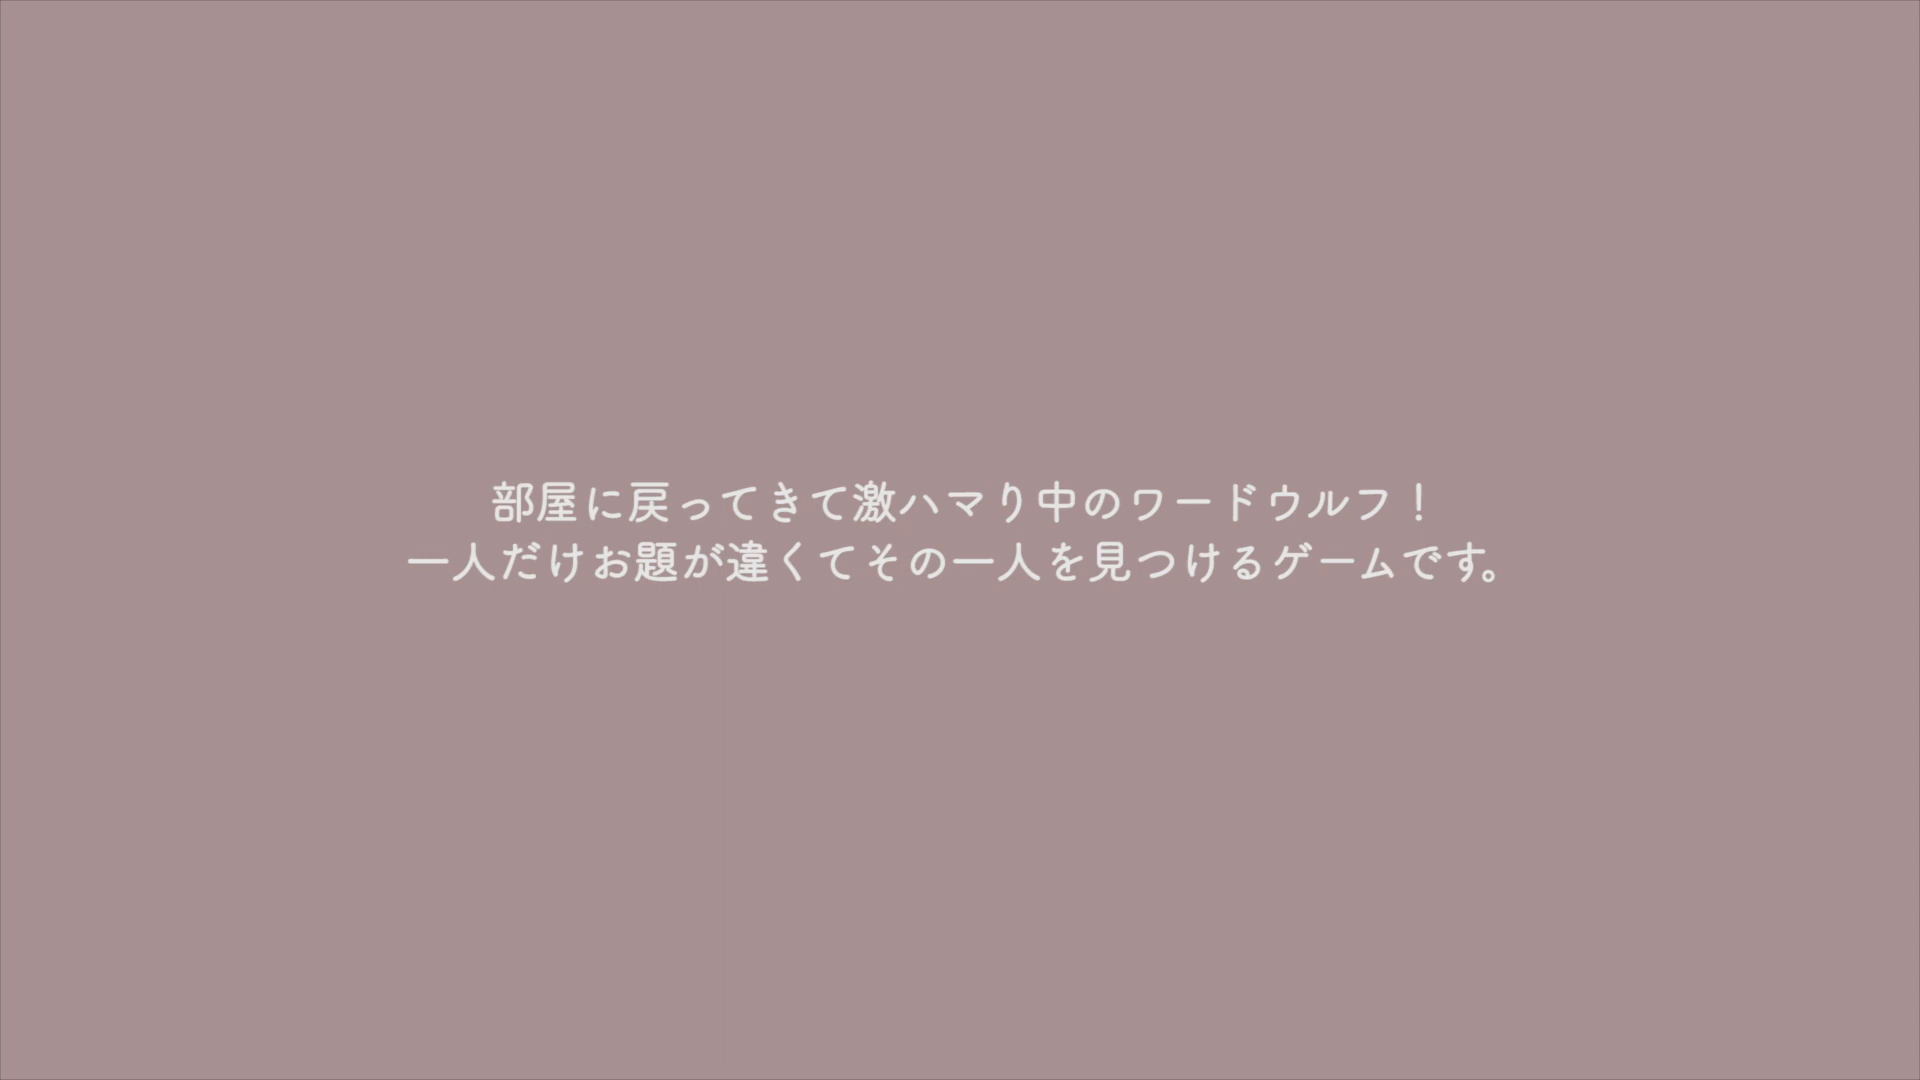 部屋に戻ってきて激ハマり中のワードウルフ！
一人だけお題が違くてその一人を見つけるゲームです。